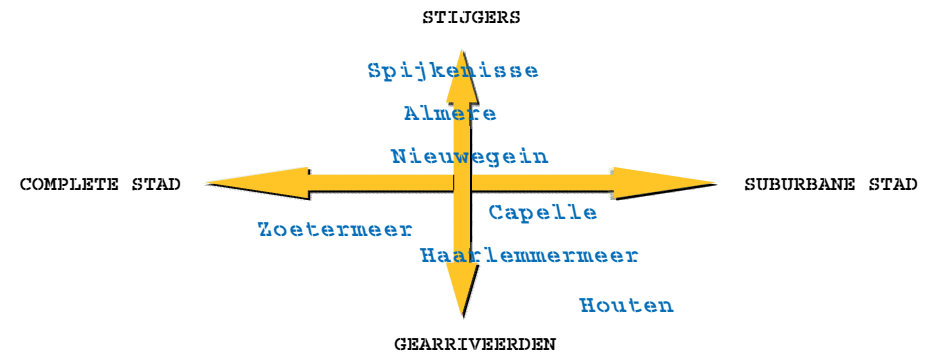 STIJGERS
Spijkenisse
Almere
Nieuwegein
COMPLETE STAD
SUBURBANE STAD
Capelle
Zoetermeer
Haarlemmermeer
Houten
GEARRIVEERDEN